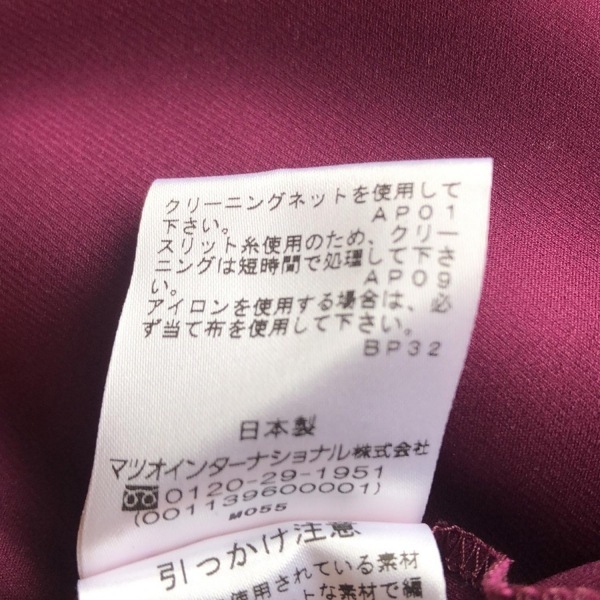 クリーニングネットを使用して
下さい。 AP01
スリット糸使用のため、クリー
ニングは短時間で処理して下さ
い。 AP09
アイロンを使用する場合は、必
ず当て布を使用して下さい。
BP32
日本製
マツオインターナショナル株式会社
0120-29-1951
(001139600001)
M055
引っかけ注意
使用されている素材
トな素材で編